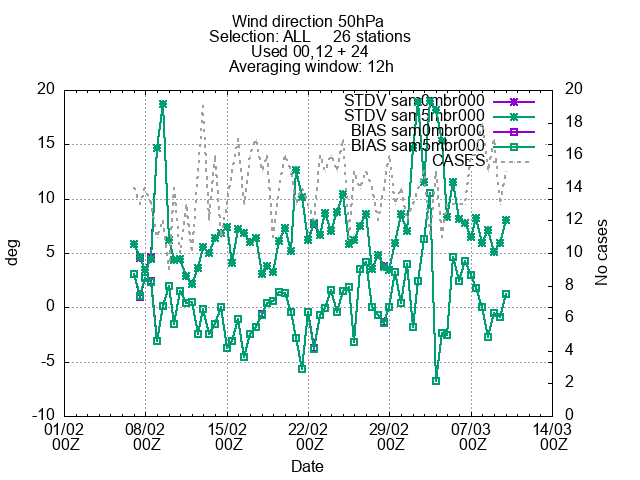 Wind direction 50hPa
Selection: ALL 26 stations
Used 00,12 + 24
Averaging window: 12h
20 20
STDV sam0mbr000
18
STDV sam5mbr000
15
BIAS sam0mbr000
16
BIAS sam5mbr000
CASES
14
10
12
deg
5
10
No cases
8
0
6
-5
4
2
-10 0
01/02 08/02 15/02 22/02 29/02 07/03 14/03
00Z 00Z 00Z 00Z 00Z 00Z 00Z
Date